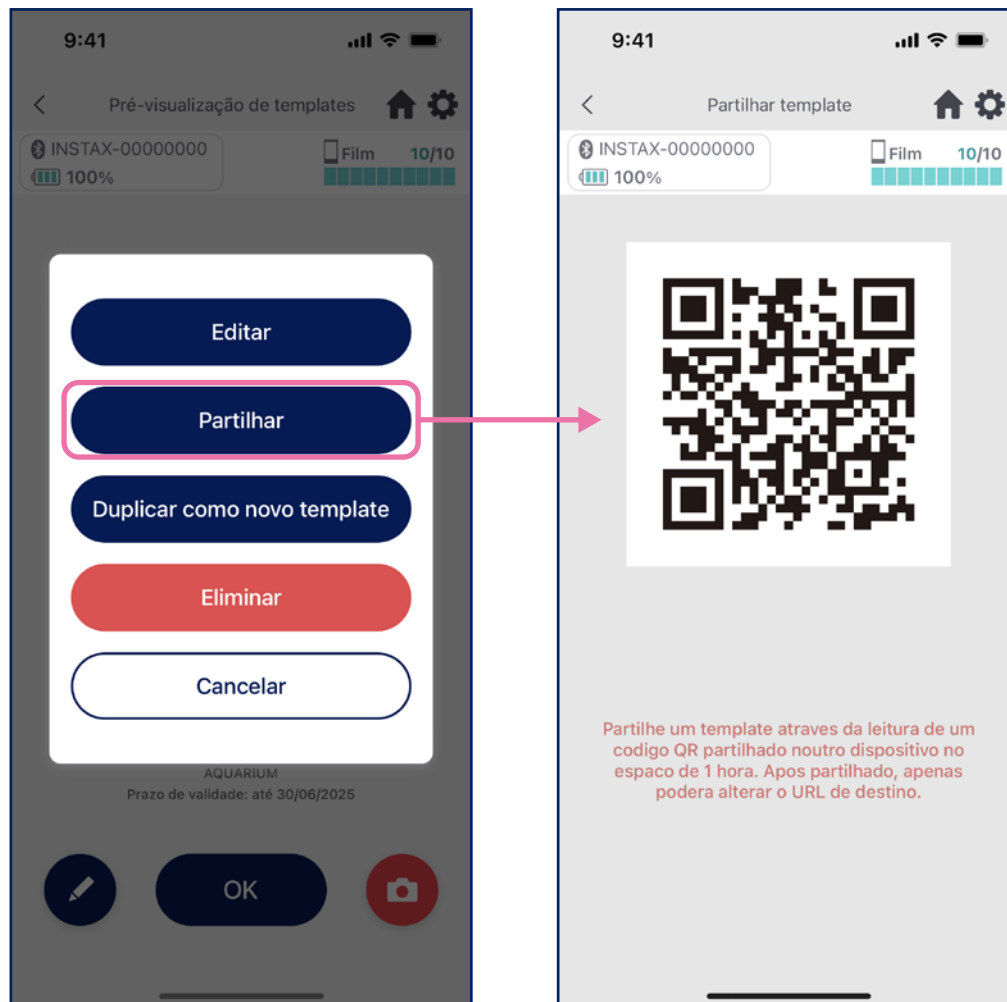 9:41
Pré-visualização de templates
INSTAX-00000000
100%
Film 10/10
Editar
Partilhar
Duplicar como novo template
Eliminar
Cancelar
AQUARIUM
Prazo de validade: até 30/06/2025
OK
9:41
Partilhar template
INSTAX-00000000
100%
Film 10/10
Partilhe um template atraves da leitura de um
codigo QR partilhado noutro dispositivo no
espaco de 1 hora. Apos partilhado, apenas
podera alterar o URL de destino.